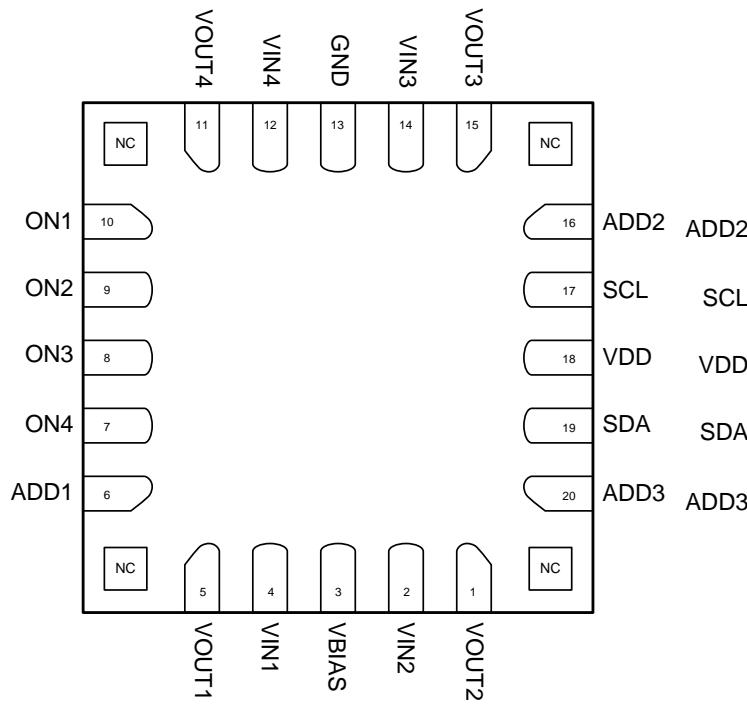 VOUT4
VIN4
GND
VIN3
VOUT3
11
12
13
14
15
NC
NC
ON1
10
16
ADD2
ADD2
ON2
9
17
SCL
SCL
ON3
8
18
VDD
VDD
ON4
7
19
SDA
SDA
ADD1
6
20
ADD3
ADD3
NC
NC
5
4
3
2
1
VOUT1
VIN1
VBIAS
VIN2
VOUT2